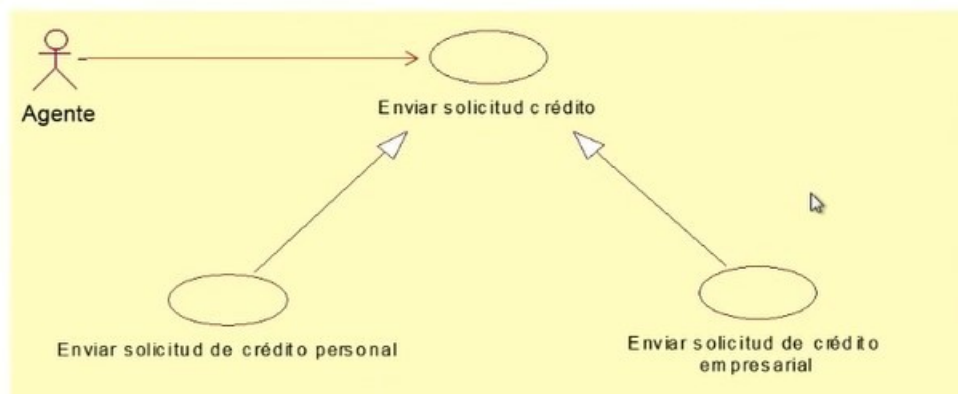 Agente
Enviar solicitud crédito
Enviar solicitud de crédito personal
Enviar solicitud de crédito
empresarial